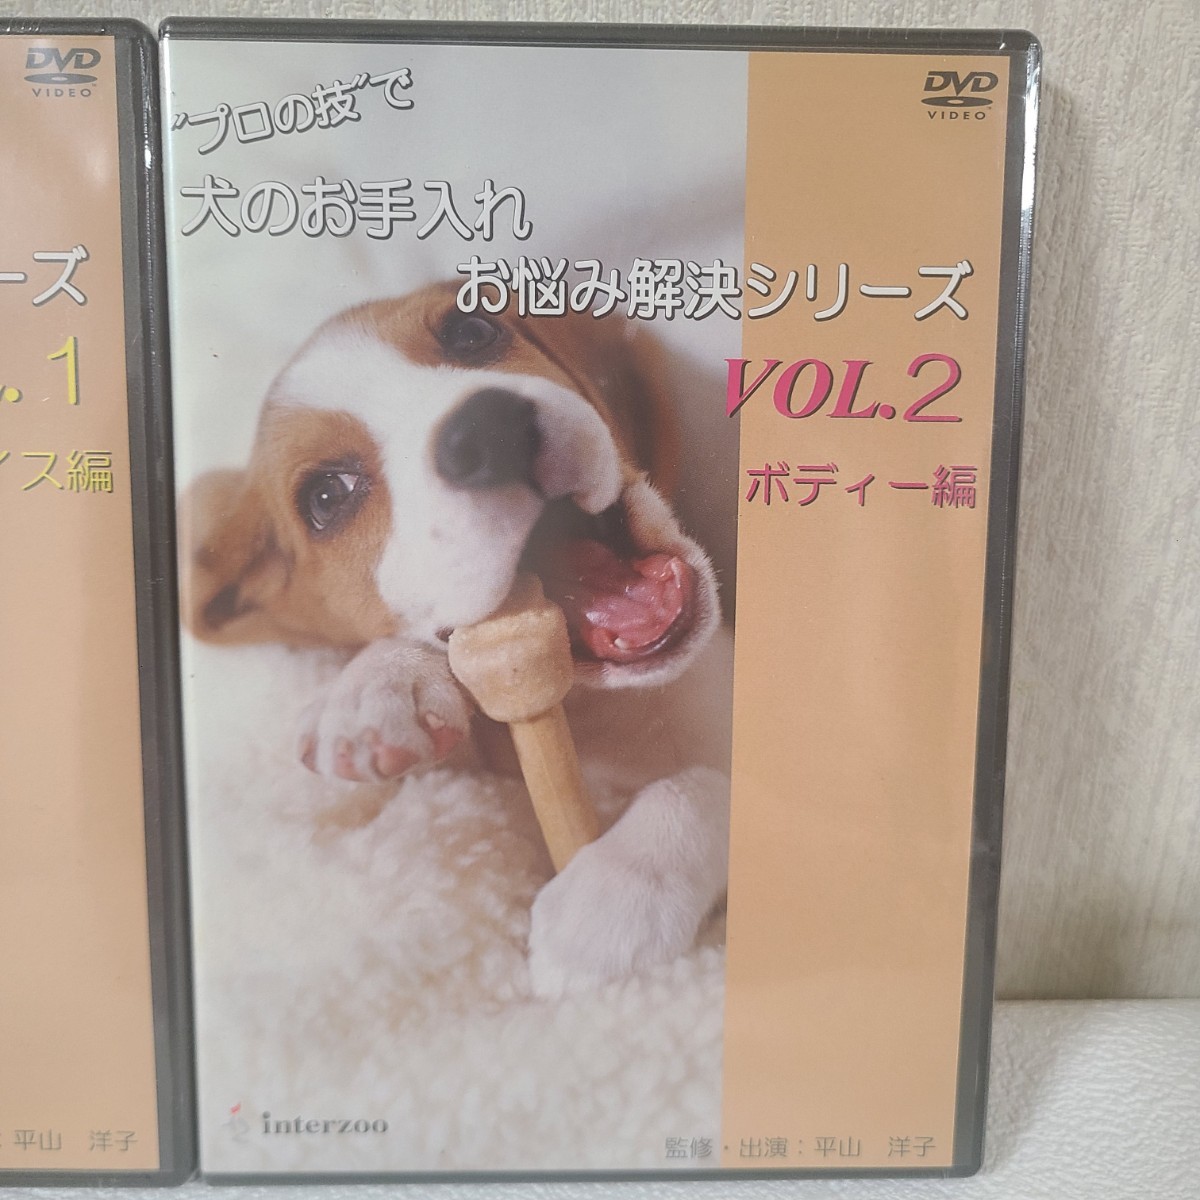 DVD
VIDEO
ーズ
. 1
イス編
: 平山 洋子
DVD
VIDEO
"プロの技"で
犬のお手入れ
お悩み解決シリーズ
VOL.2
ボディー編
interzoo
監修・出演：平山 洋子